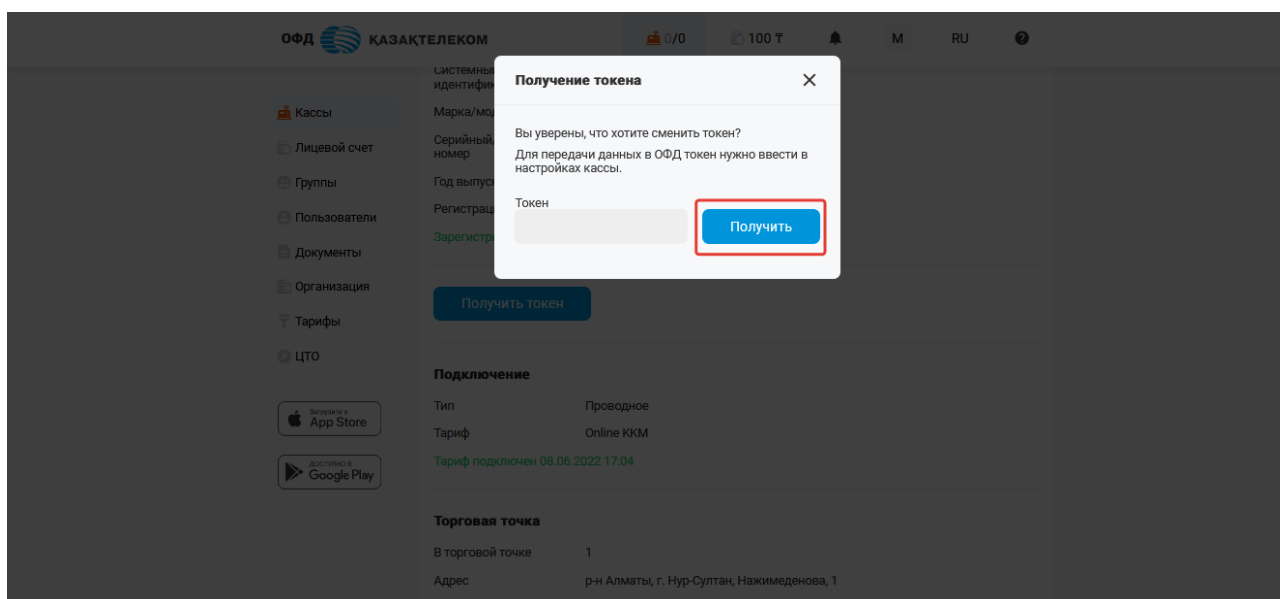 ОФД ҚАЗАҚТЕЛЕКОМ 0/0 100 ₸ M RU
Кассы
Лицевой счет
Группы
Пользователи
Документы
Организация
Тарифы
ЦТО
Загрузите в
App Store
ДОСТУПНО В
Google Play
Системны
идентифи
Марка/мо
Серийный
номер
Год выпус
Регистрац
Зарегистр
Получение токена
Вы уверены, что хотите сменить токен?
Для передачи данных в ОФД токен нужно ввести в
настройках кассы.
Токен
Получить
Получить токен
Подключение
Тип Проводное
Тариф Online ККМ
Тариф подключен 08.06.2022 17:04
Торговая точка
В торговой точке 1
Адрес р-н Алматы, г. Нур-Султан, Нажимеденова, 1